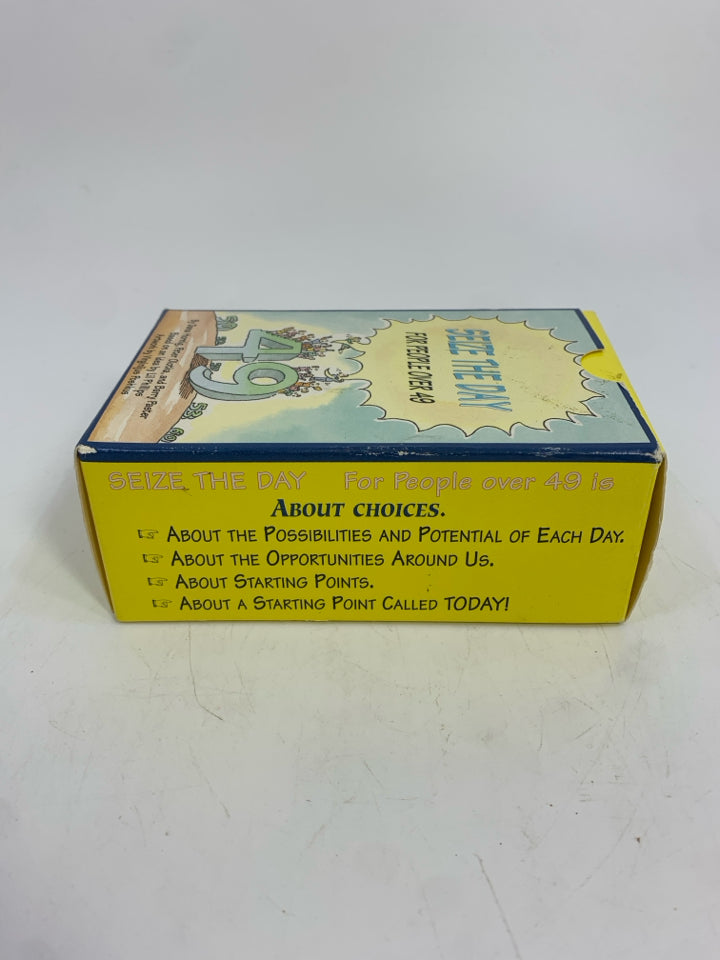 SEIZE THE DAY
FOR PEOPLE OVER 49
49
SEIZE THE DAY For People over 49 is
ABOUT CHOICES.
ABOUT THE POSSIBILITIES AND POTENTIAL OF EACH DAY.
ABOUT THE OPPORTUNITIES AROUND US.
ABOUT STARTING POINTS.
ABOUT A STARTING POINT CALLED TODAY!